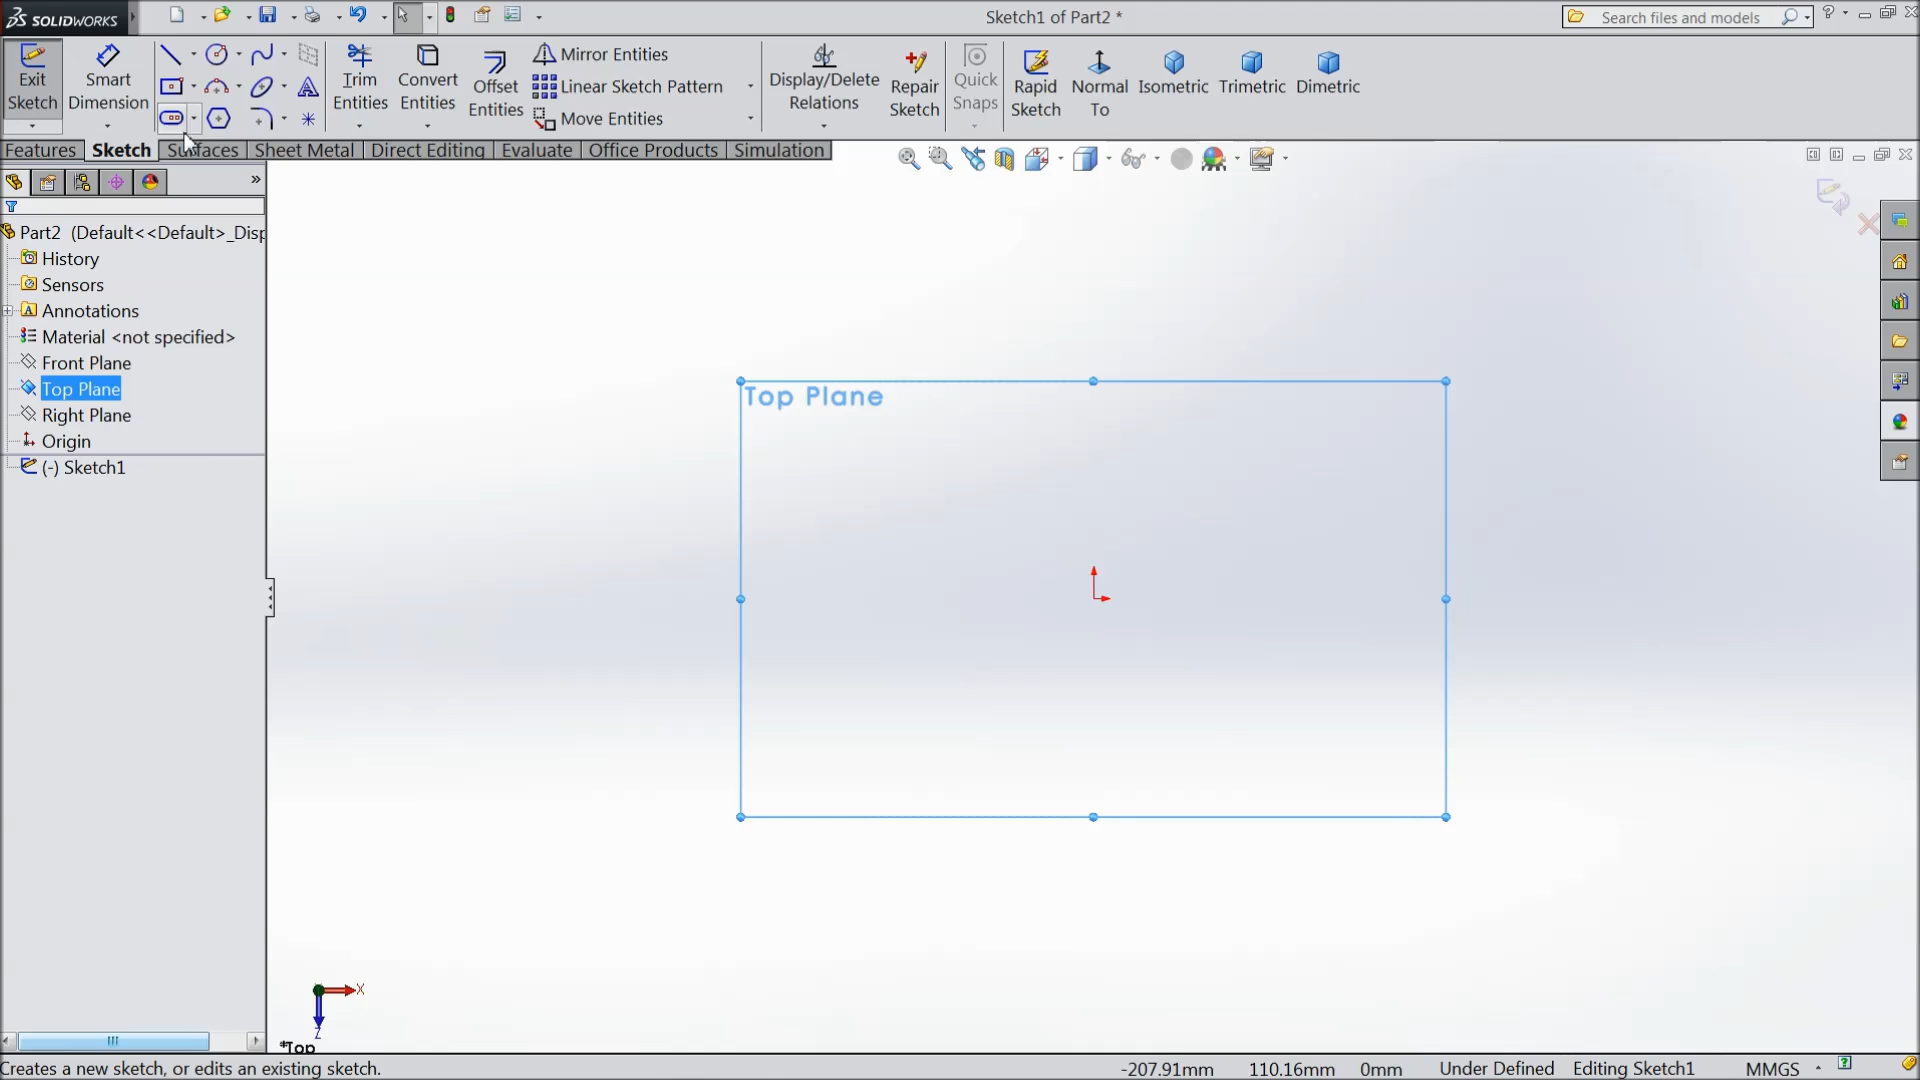 SOLIDWORKS
Sketch1 of Part2 *
Search files and models
Exit Sketch
Smart Dimension
Trim Entities
Convert Entities
Offset Entities
Mirror Entities
Linear Sketch Pattern
Move Entities
Display/Delete Relations
Repair Sketch
Quick Snaps
Rapid Sketch
Normal To
Isometric
Trimetric
Dimetric
Features
Sketch
Surfaces
Sheet Metal
Direct Editing
Evaluate
Office Products
Simulation
Part2 (Default<<Default>_Disp
History
Sensors
Annotations
Material <not specified>
Front Plane
Top Plane
Right Plane
Origin
(-) Sketch1
Top Plane
X
Z
*Top
Creates a new sketch, or edits an existing sketch.
-207.91mm 110.16mm 0mm Under Defined Editing Sketch1 MMGS